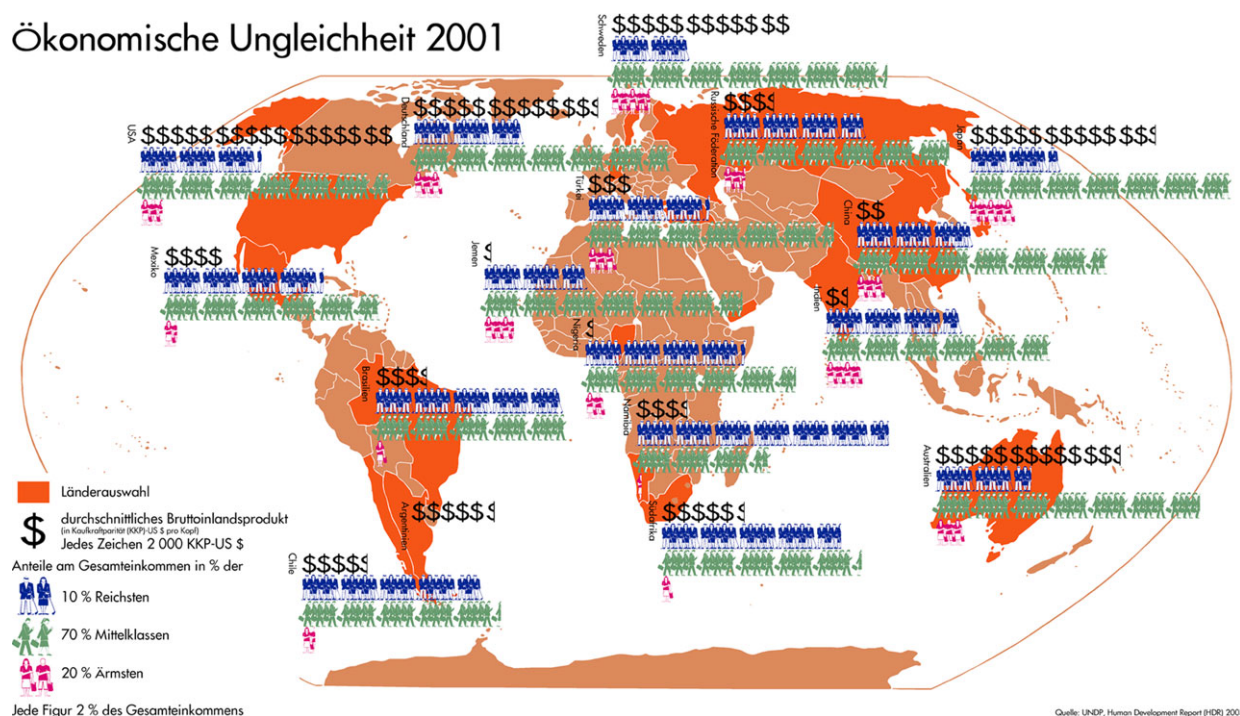 Ökonomische Ungleichheit 2001
Schweden
$$$$$ $$$$$ $$
Deutschland
$$$$$ $$$$$$$$
Russische Föderation
$$$$
USA
$$$$$ $$$$$ $$$$$ $$
Japan
$$$$$ $$$$$ $$$
Türkei
$$$
China
$$
Mexiko
$$$$
Jemen
$
Indien
$$
Nigeria
$
Brasilien
$$$$
Namibia
$$$$
Australien
$$$$$ $$$$$ $$$
Argentinien
$$$$$ $
Südafrika
$$$$$ $
Chile
$$$$$
Länderauswahl
$ durchschnittliches Bruttoinlandsprodukt
(in Kaufkraftparität (KKP)-US $ pro Kopf)
Jedes Zeichen 2 000 KKP-US $
Anteile am Gesamteinkommen in % der
10 % Reichsten
70 % Mittelklassen
20 % Ärmsten
Jede Figur 2 % des Gesamteinkommens
Quelle: UNDP, Human Development Report (HDR) 200